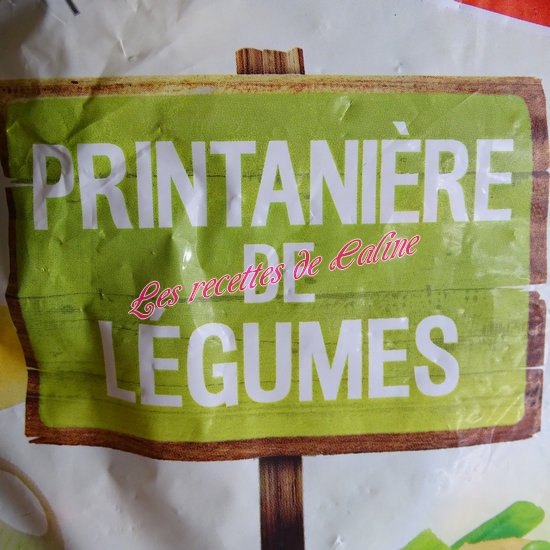 PRINTANIÈRE
DE
Les recettes de Caline
LÉGUMES